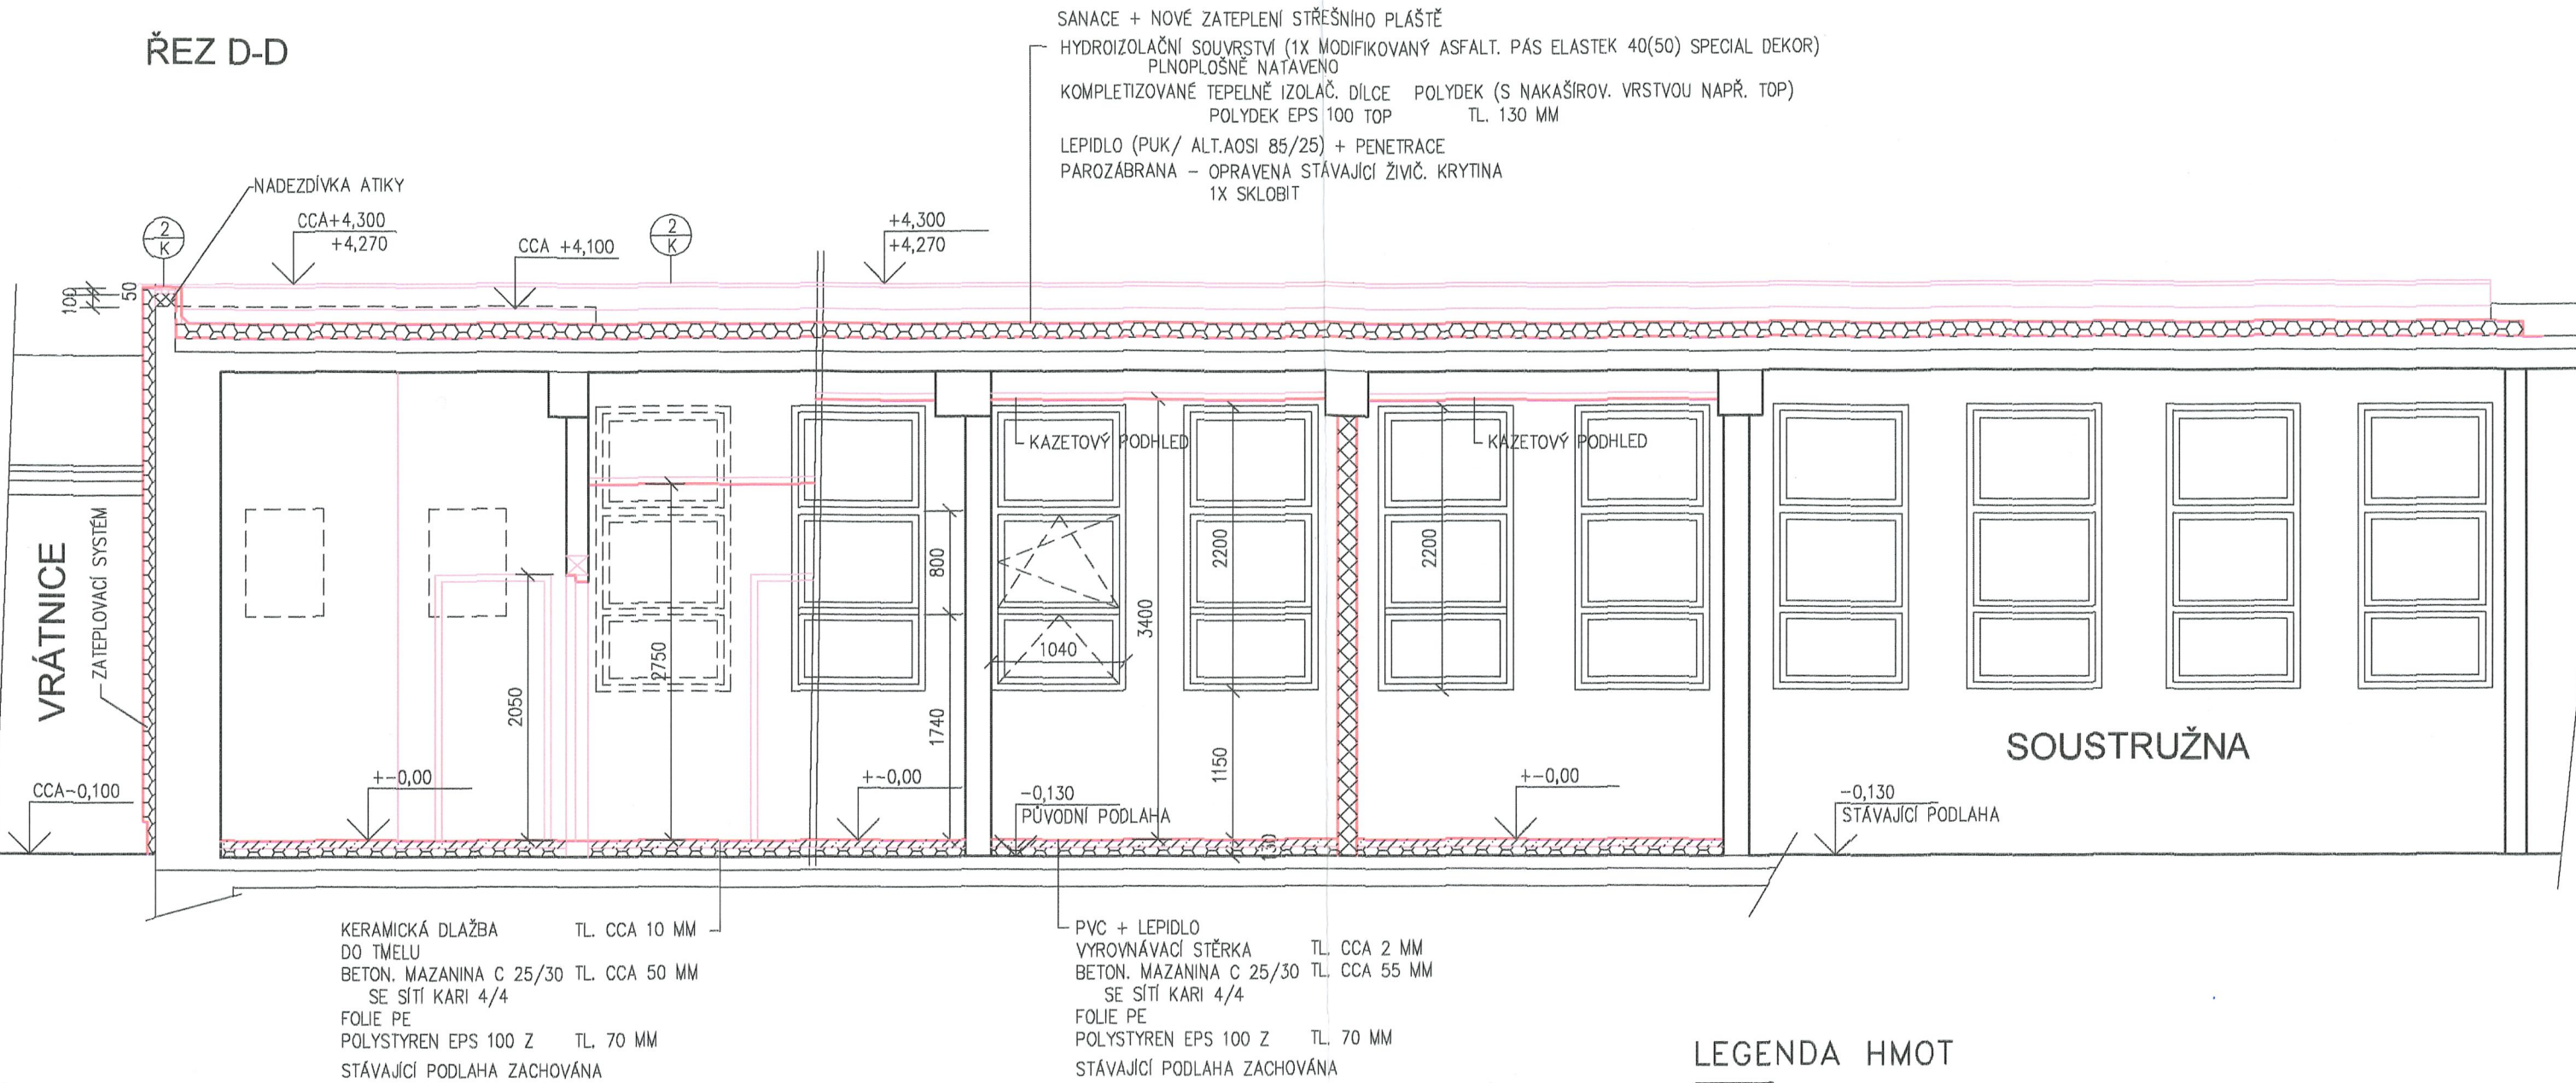 ŘEZ D-D
SANACE + NOVÉ ZATEPLENÍ STŘEŠNÍHO PLÁŠTĚ
HYDROIZOLAČNÍ SOUVRSTVÍ (1X MODIFIKOVANÝ ASFALT. PÁS ELASTEK 40(50) SPECIAL DEKOR)
PLNOPLOŠNĚ NATAVENO
KOMPLETIZOVANÉ TEPELNĚ IZOLAČ. DÍLCE POLYDEK (S NAKAŠÍROV. VRSTVOU NAPŘ. TOP)
POLYDEK EPS 100 TOP TL. 130 MM
LEPIDLO (PUK/ ALT.AOSI 85/25) + PENETRACE
PAROZÁBRANA - OPRAVENA STÁVAJÍCÍ ŽIVIČ. KRYTINA
1X SKLOBIT
NADEZDÍVKA ATIKY
2
K
CCA+4,300
+4,270
CCA +4,100
2
K
+4,300
+4,270
100
50
KAZETOVÝ PODHLED
KAZETOVÝ PODHLED
VRÁTNICE
ZATEPLOVACÍ SYSTÉM
2050
2750
800
1740
1040
3400
2200
1150
2200
130
SOUSTRUŽNA
CCA-0,100
+-0,00
+-0,00
-0,130
PŮVODNÍ PODLAHA
+-0,00
-0,130
STÁVAJÍCÍ PODLAHA
KERAMICKÁ DLAŽBA TL. CCA 10 MM
DO TMELU
BETON. MAZANINA C 25/30 TL. CCA 50 MM
SE SÍTÍ KARI 4/4
FOLIE PE
POLYSTYREN EPS 100 Z TL. 70 MM
STÁVAJÍCÍ PODLAHA ZACHOVÁNA
PVC + LEPIDLO
VYROVNÁVACÍ STĚRKA TL. CCA 2 MM
BETON. MAZANINA C 25/30 TL. CCA 55 MM
SE SÍTÍ KARI 4/4
FOLIE PE
POLYSTYREN EPS 100 Z TL. 70 MM
STÁVAJÍCÍ PODLAHA ZACHOVÁNA
LEGENDA HMOT